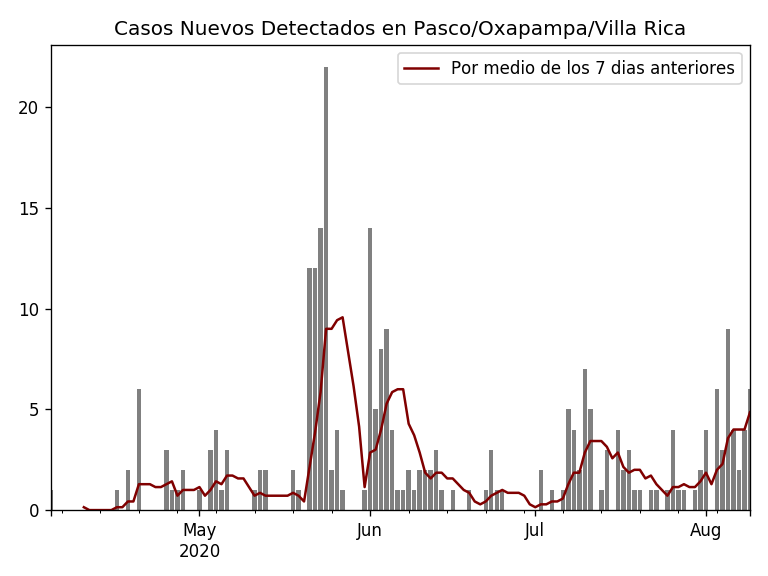 Casos Nuevos Detectados en Pasco/Oxapampa/Villa Rica
Por medio de los 7 dias anteriores
20
15
10
5
0
May
2020
Jun
Jul
Aug